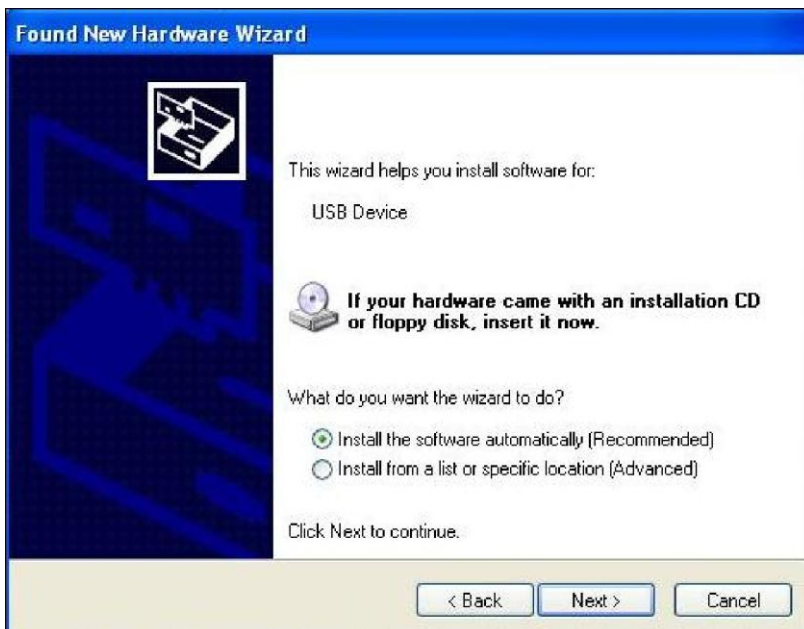 Found New Hardware Wizard
This wizard helps you install software for:
USB Device
If your hardware came with an installation CD
or floppy disk, insert it now.
What do you want the wizard to do?
Install the software automatically (Recommended)
Install from a list or specific location (Advanced)
Click Next to continue.
< Back Next > Cancel